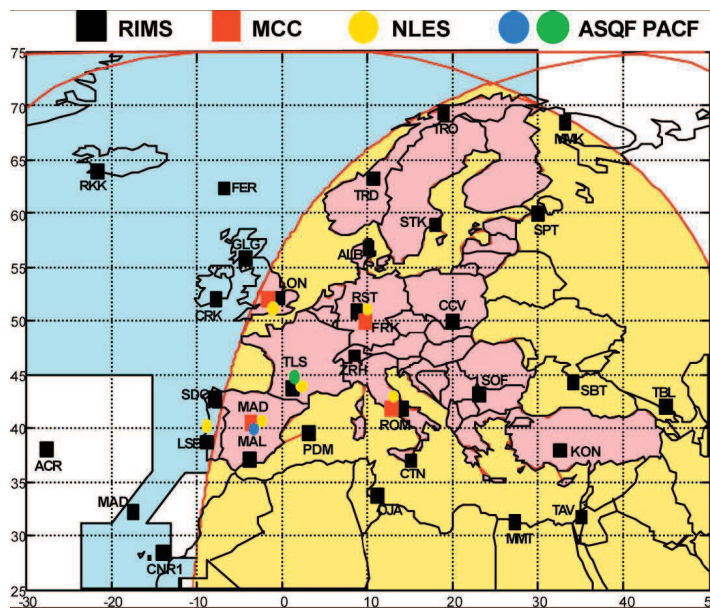 RIMS MCC NLES ASQF PACF
75
70
TRO
MMK
65
RKK
FER
TRD
60
STK
SPT
GLG
ALB
55
LON
RST
CCV
CRK
50
FRK
TLS
ZRH
45
SDC
MAD
SOF
SBT
TBL
40
LSB
MAL
ROM
PDM
KON
ACR
CTN
35
MAD
DJA
TAV
MMT
30
CNR1
25
-30 -20 -10 0 10 20 30 40 50